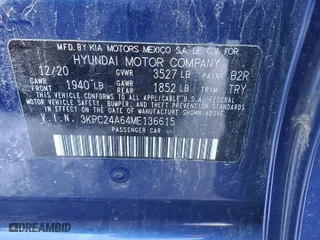 MFD. BY KIA MOTORS MEXICO S.A DE C.V FOR
HYUNDAI MOTOR COMPANY
12/20 GVWR 3527 LB PAINT B2R
GAWR FRONT 1940 LB GAWR REAR 1852 LB TRIM TRY
THIS VEHICLE CONFORMS TO ALL APPLICABLE U.S.
FEDERAL MOTOR VEHICLE SAFETY, BUMPER, AND
THEFT PREVENTION STANDARDS IN EFFECT ON THE
DATE OF MANUFACTURE SHOWN ABOVE.
V.I.N. 3KPC24A64ME136615
PASSENGER CAR
DREAMBID